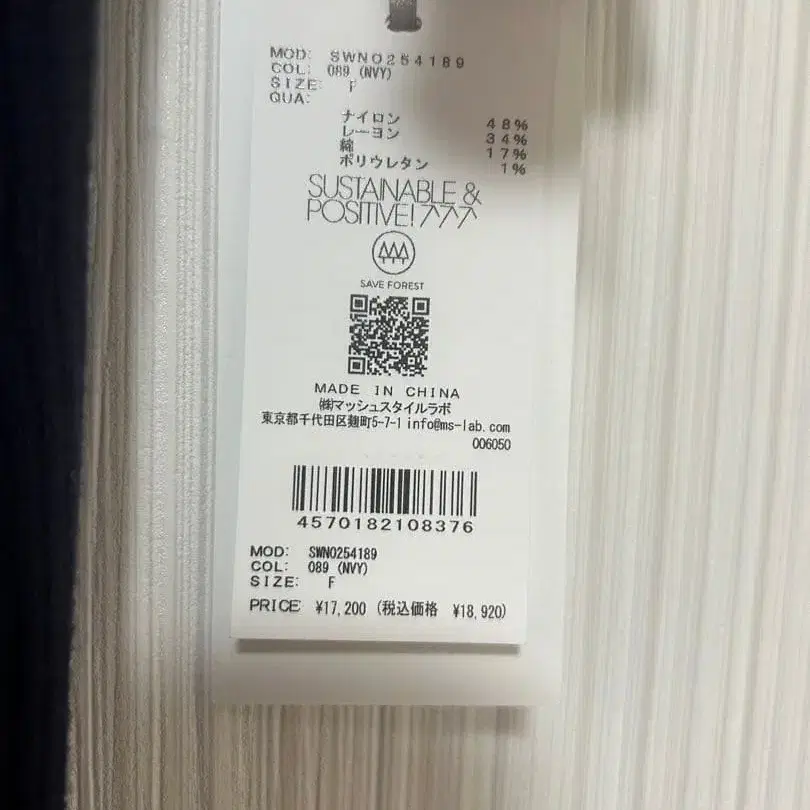 MOD: SWNO254189
COL: 089 (NVY)
SIZE: F
QUA:
ナイロン 48%
レーヨン 34%
綿 17%
ポリウレタン 1%
SUSTAINABLE &
POSITIVE! ↗↗↗
SAVE FOREST
MADE IN CHINA
㈱マッシュスタイルラボ
東京都千代田区麹町5-7-1 info@ms-lab.com
006050
4570182108376
MOD: SWNO254189
COL: 089 (NVY)
SIZE: F
PRICE ¥17,200 (税込価格 ¥18,920)